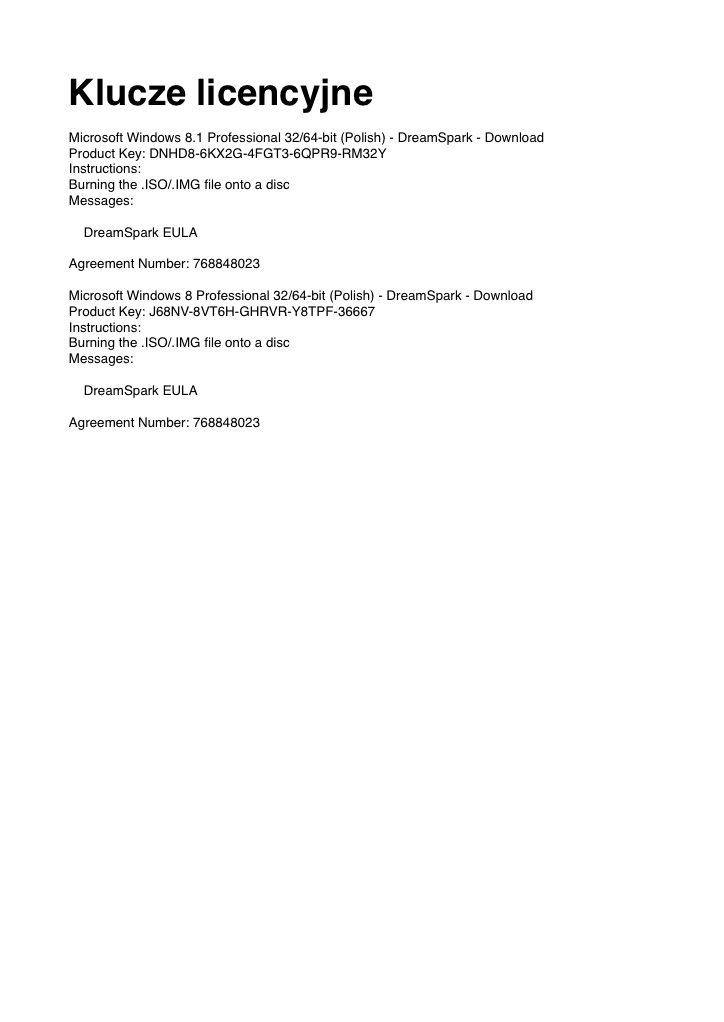 Klucze licencyjne
Microsoft Windows 8.1 Professional 32/64-bit (Polish) - DreamSpark - Download
Product Key: DNHD8-6KX2G-4FGT3-6QPR9-RM32Y
Instructions:
Burning the .ISO/.IMG file onto a disc
Messages:
DreamSpark EULA
Agreement Number: 768848023
Microsoft Windows 8 Professional 32/64-bit (Polish) - DreamSpark - Download
Product Key: J68NV-8VT6H-GHRVR-Y8TPF-36667
Instructions:
Burning the .ISO/.IMG file onto a disc
Messages:
DreamSpark EULA
Agreement Number: 768848023